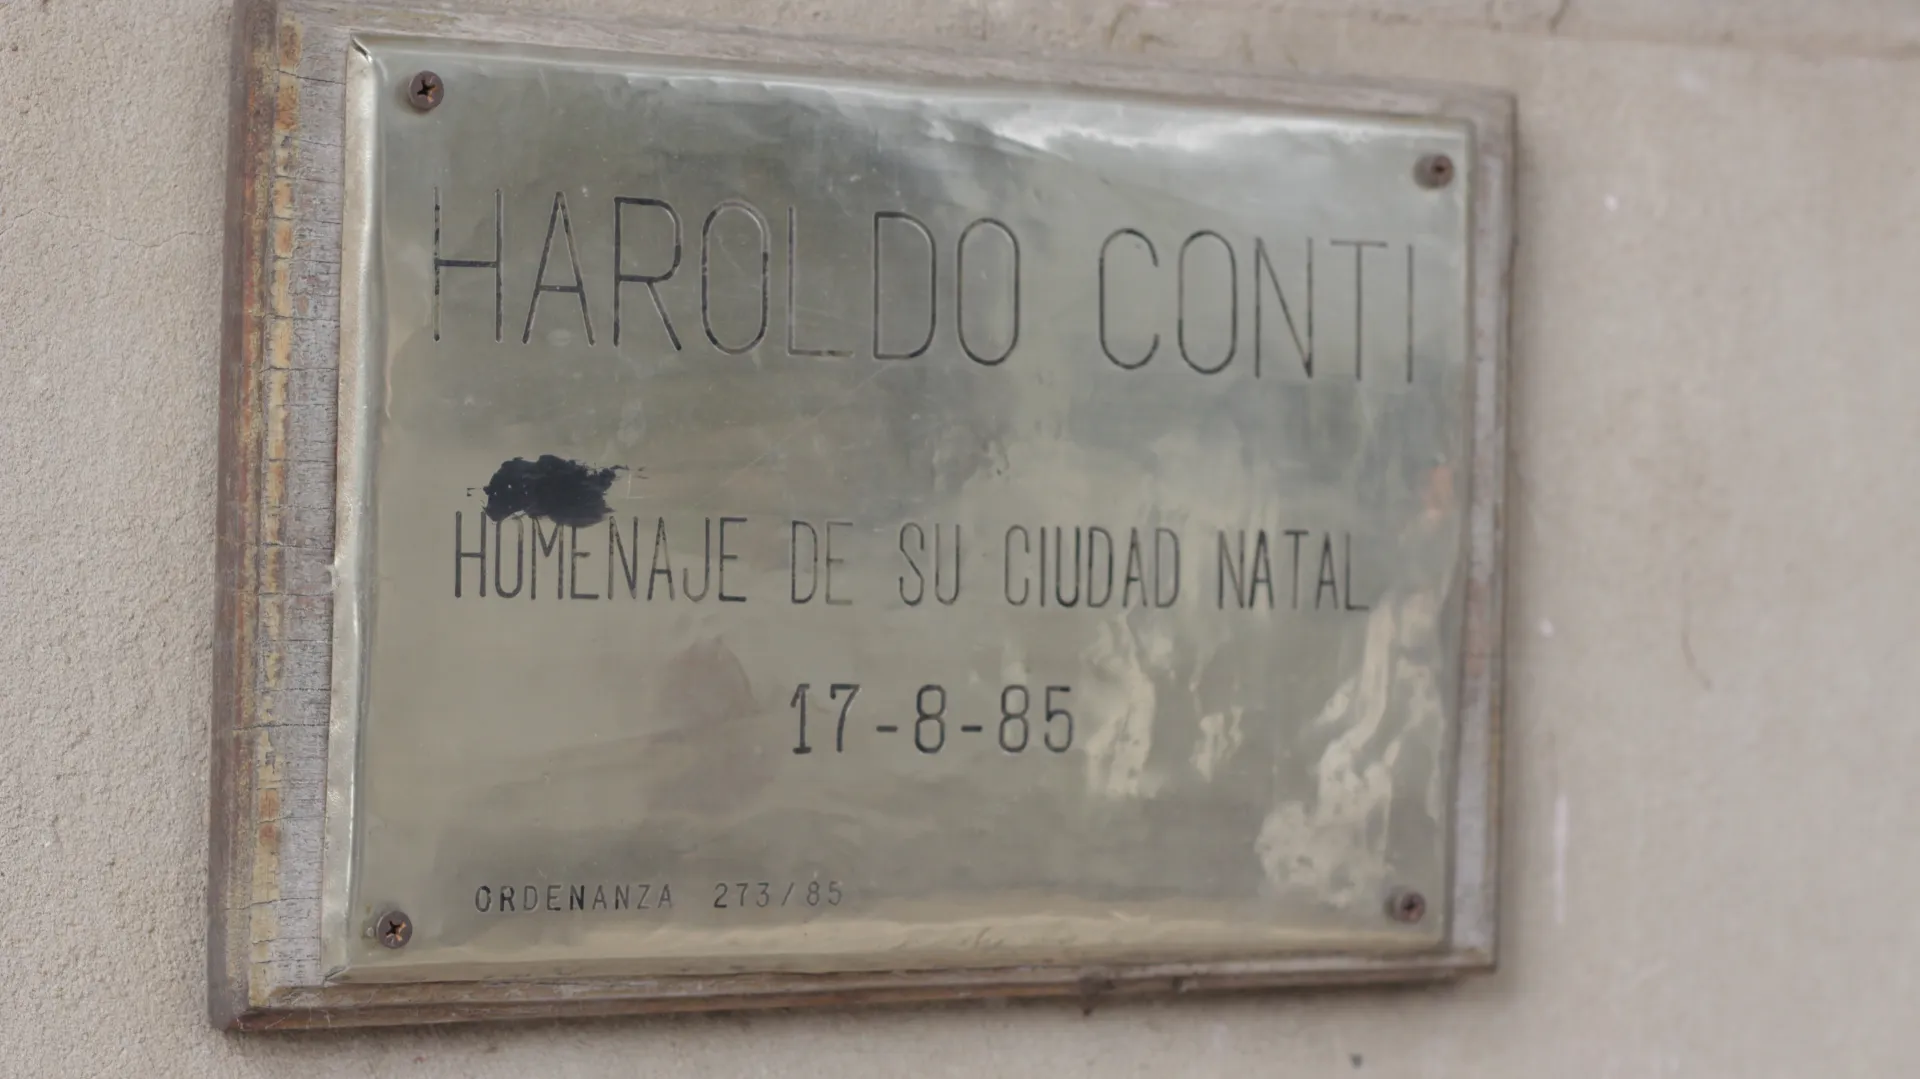 HAROLDO CONTI
HOMENAJE DE SU CIUDAD NATAL
17-8-85
ORDENANZA 273/85